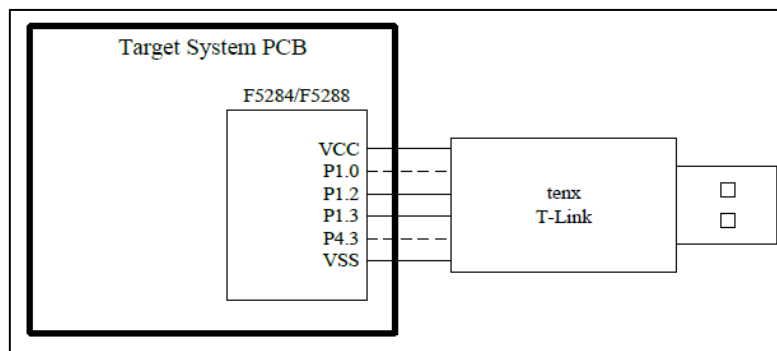 Target System PCB
F5284/F5288
VCC
P1.0
P1.2
P1.3
P4.3
VSS
tenx
T-Link